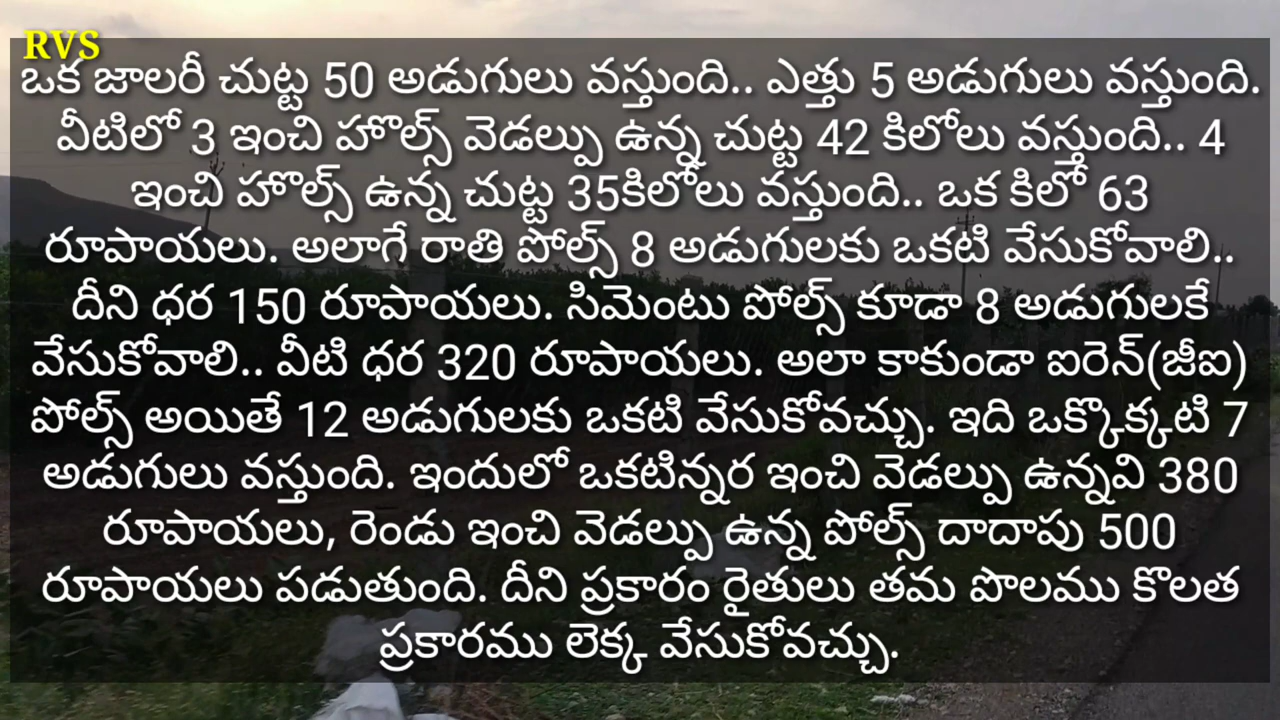 RVS
ఒక జాలరీ చుట్ట 50 అడుగులు వస్తుంది.. ఎత్తు 5 అడుగులు వస్తుంది.
వీటిలో 3 ఇంచి హొల్స్ వెడల్పు ఉన్న చుట్ట 42 కిలోలు వస్తుంది.. 4
ఇంచి హొల్స్ ఉన్న చుట్ట 35కిలోలు వస్తుంది.. ఒక కిలో 63
రూపాయలు. అలాగే రాతి పోల్స్ 8 అడుగులకు ఒకటి వేసుకోవాలి..
దీని ధర 150 రూపాయలు. సిమెంటు పోల్స్ కూడా 8 అడుగులకే
వేసుకోవాలి.. వీటి ధర 320 రూపాయలు. అలా కాకుండా ఐరెన్(జీఐ)
పోల్స్ అయితే 12 అడుగులకు ఒకటి వేసుకోవచ్చు. ఇది ఒక్కొక్కటి 7
అడుగులు వస్తుంది. ఇందులో ఒకటిన్నర ఇంచి వెడల్పు ఉన్నవి 380
రూపాయలు, రెండు ఇంచి వెడల్పు ఉన్న పోల్స్ దాదాపు 500
రూపాయలు పడుతుంది. దీని ప్రకారం రైతులు తమ పొలము కొలత
ప్రకారము లెక్క వేసుకోవచ్చు.